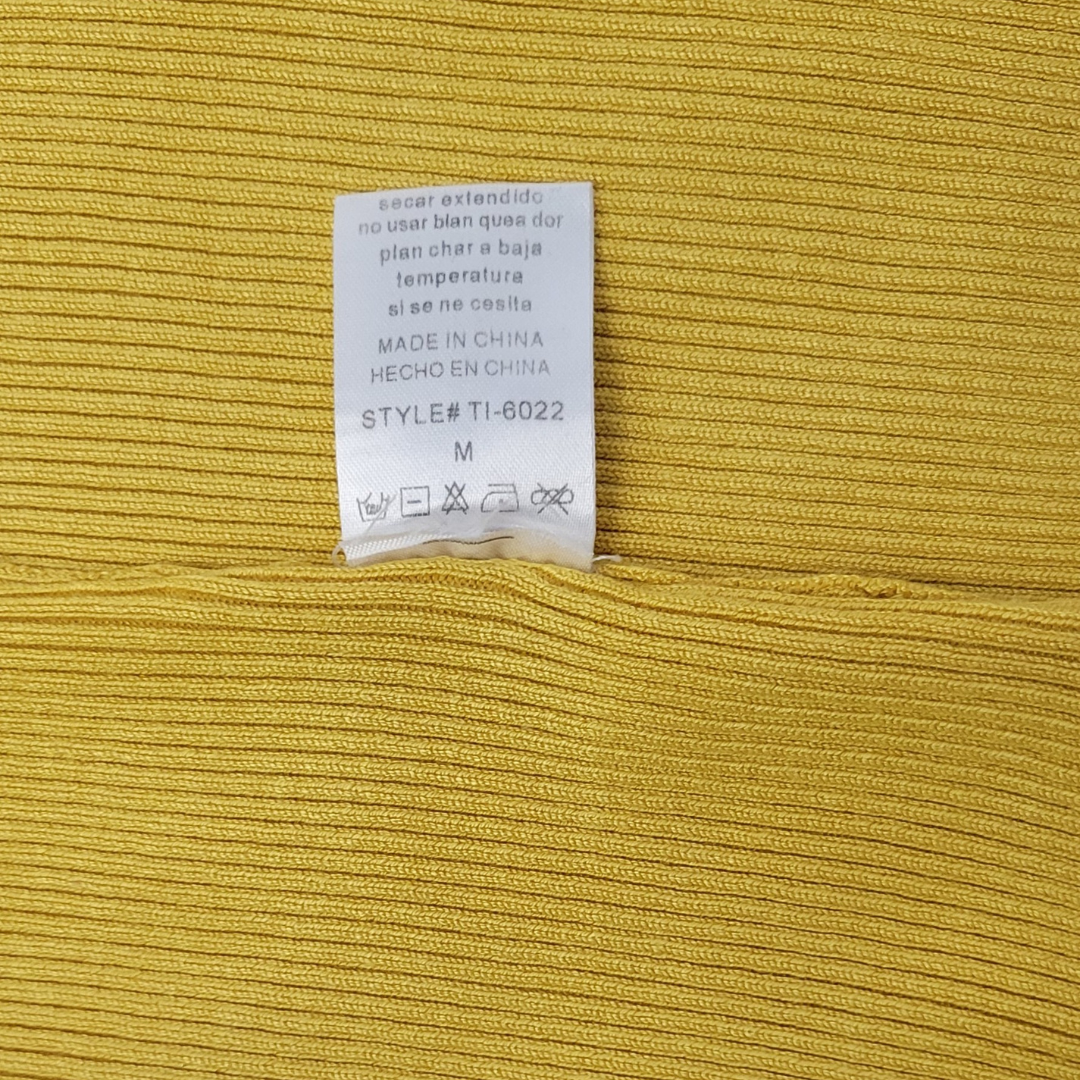 secar extendido
no usar blan quea dor
plan char a baja
temperatura
si se ne cesita
MADE IN CHINA
HECHO EN CHINA
STYLE# TI-6022
M